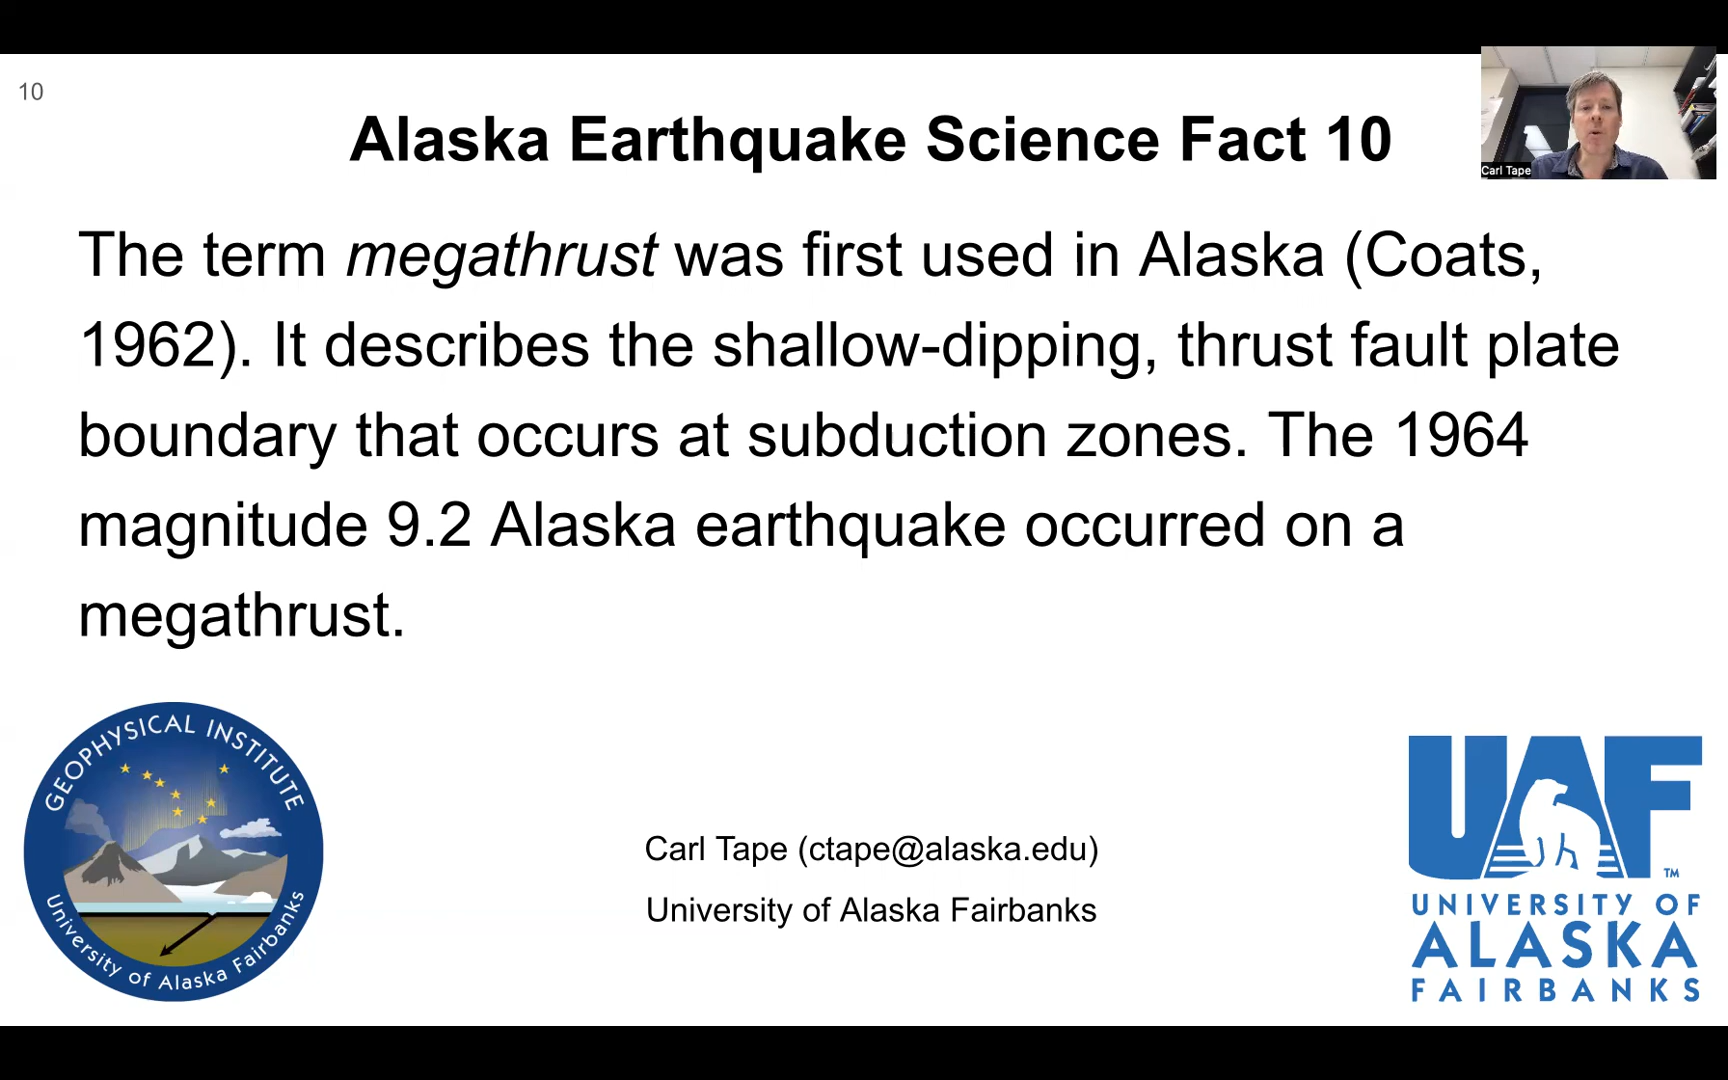 10
Alaska Earthquake Science Fact 10
Carl Tape
The term megathrust was first used in Alaska (Coats,
1962). It describes the shallow-dipping, thrust fault plate
boundary that occurs at subduction zones. The 1964
magnitude 9.2 Alaska earthquake occurred on a
megathrust.
GEOPHYSICAL INSTITUTE
University of Alaska Fairbanks
Carl Tape (ctape@alaska.edu)
University of Alaska Fairbanks
UAF
TM
UNIVERSITY OF
ALASKA
FAIRBANKS